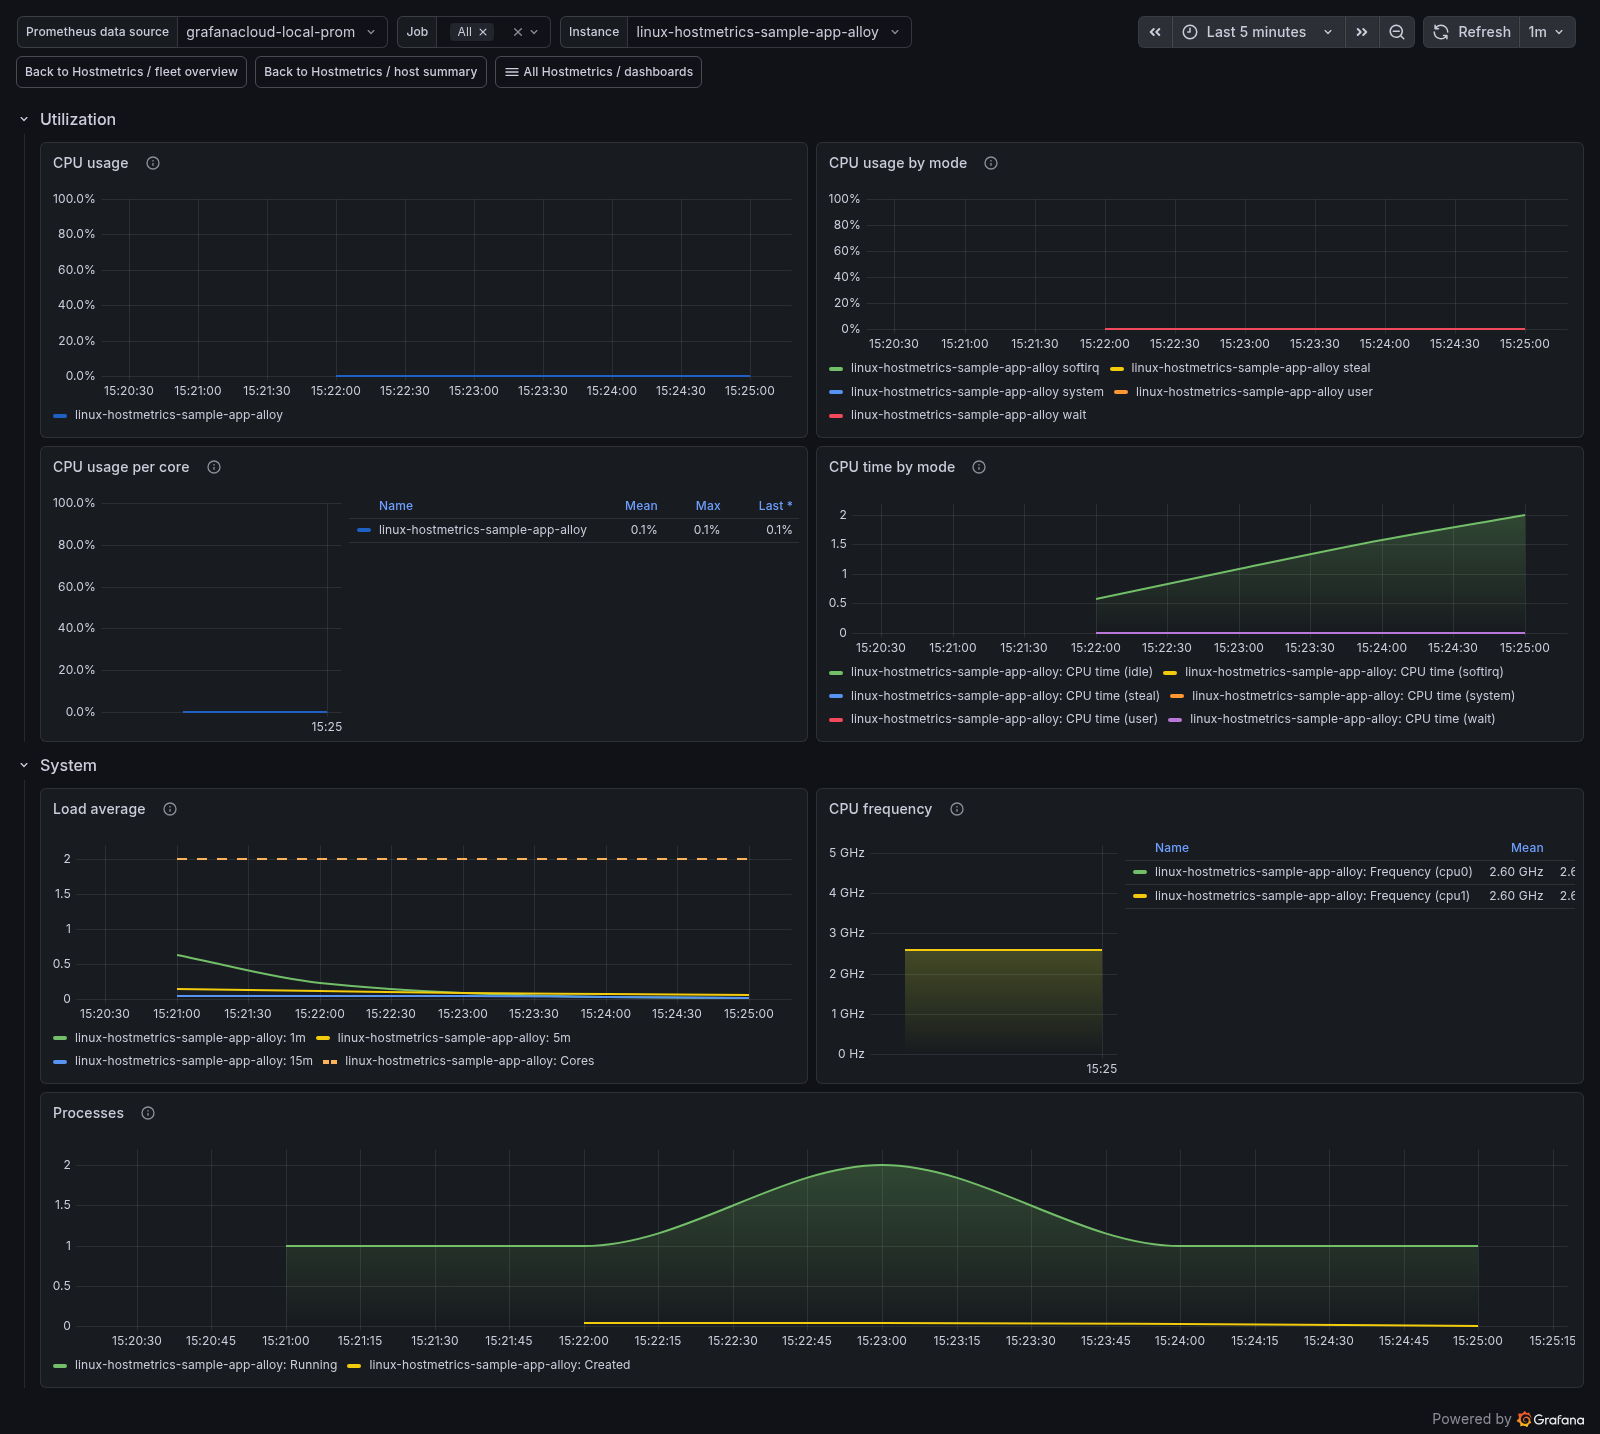 Prometheus data source grafanacloud-local-prom Job All Instance linux-hostmetrics-sample-app-alloy Last 5 minutes Refresh 1m
Back to Hostmetrics / fleet overview Back to Hostmetrics / host summary All Hostmetrics / dashboards
Utilization
CPU usage
100.0%
80.0%
60.0%
40.0%
20.0%
0.0%
15:20:30 15:21:00 15:21:30 15:22:00 15:22:30 15:23:00 15:23:30 15:24:00 15:24:30 15:25:00
linux-hostmetrics-sample-app-alloy
CPU usage by mode
100%
80%
60%
40%
20%
0%
15:20:30 15:21:00 15:21:30 15:22:00 15:22:30 15:23:00 15:23:30 15:24:00 15:24:30 15:25:00
linux-hostmetrics-sample-app-alloy softirq linux-hostmetrics-sample-app-alloy steal
linux-hostmetrics-sample-app-alloy system linux-hostmetrics-sample-app-alloy user
linux-hostmetrics-sample-app-alloy wait
CPU usage per core
100.0%
80.0%
60.0%
40.0%
20.0%
0.0%
15:25
Name Mean Max Last *
linux-hostmetrics-sample-app-alloy 0.1% 0.1% 0.1%
CPU time by mode
2
1.5
1
0.5
0
15:20:30 15:21:00 15:21:30 15:22:00 15:22:30 15:23:00 15:23:30 15:24:00 15:24:30 15:25:00
linux-hostmetrics-sample-app-alloy: CPU time (idle) linux-hostmetrics-sample-app-alloy: CPU time (softirq)
linux-hostmetrics-sample-app-alloy: CPU time (steal) linux-hostmetrics-sample-app-alloy: CPU time (system)
linux-hostmetrics-sample-app-alloy: CPU time (user) linux-hostmetrics-sample-app-alloy: CPU time (wait)
System
Load average
2
1.5
1
0.5
0
15:20:30 15:21:00 15:21:30 15:22:00 15:22:30 15:23:00 15:23:30 15:24:00 15:24:30 15:25:00
linux-hostmetrics-sample-app-alloy: 1m linux-hostmetrics-sample-app-alloy: 5m
linux-hostmetrics-sample-app-alloy: 15m linux-hostmetrics-sample-app-alloy: Cores
CPU frequency
5 GHz
4 GHz
3 GHz
2 GHz
1 GHz
0 Hz
15:25
Name Mean
linux-hostmetrics-sample-app-alloy: Frequency (cpu0) 2.60 GHz
linux-hostmetrics-sample-app-alloy: Frequency (cpu1) 2.60 GHz
Processes
2
1.5
1
0.5
0
15:20:30 15:20:45 15:21:00 15:21:15 15:21:30 15:21:45 15:22:00 15:22:15 15:22:30 15:22:45 15:23:00 15:23:15 15:23:30 15:23:45 15:24:00 15:24:15 15:24:30 15:24:45 15:25:00 15:25:15
linux-hostmetrics-sample-app-alloy: Running linux-hostmetrics-sample-app-alloy: Created
Powered by Grafana